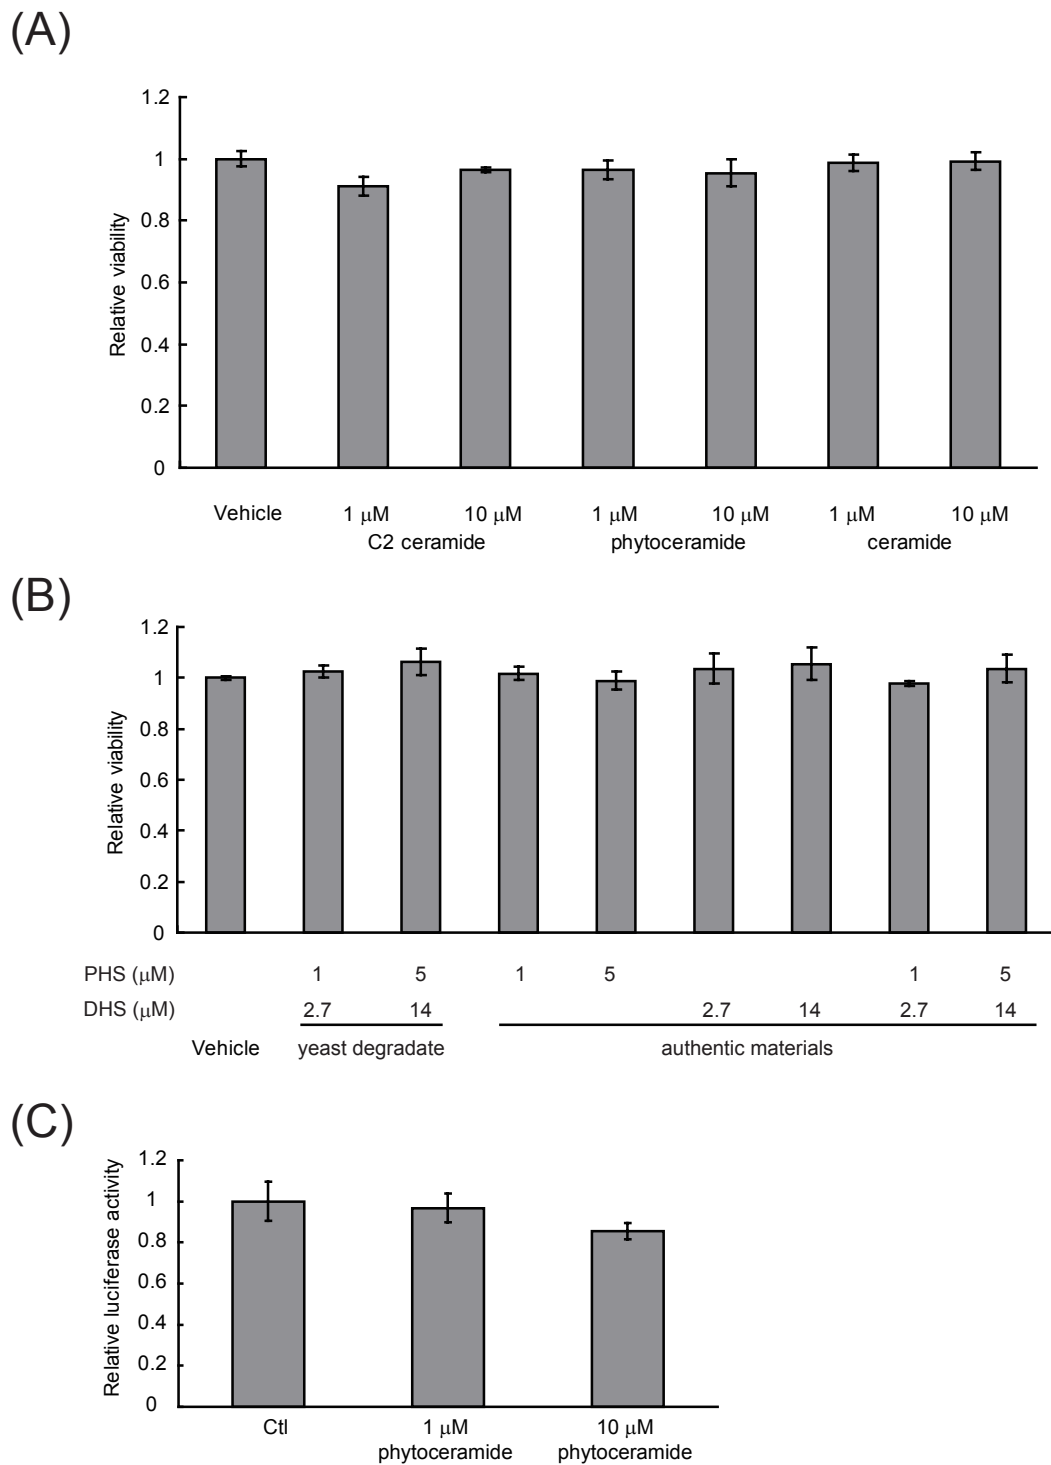 (A)
1.2
1
0.8
0.6
0.4
0.2
0
Relative viability
Vehicle 1 μM 10 μM 1 μM 10 μM 1 μM 10 μM
C2 ceramide phytoceramide ceramide
(B)
1.2
1
0.8
0.6
0.4
0.2
0
Relative viability
PHS (μM) 1 5 1 5 1 5
DHS (μM) 2.7 14 2.7 14 2.7 14
Vehicle yeast degradate authentic materials
(C)
1.2
1
0.8
0.6
0.4
0.2
0
Relative luciferase activity
Ctl 1 μM 10 μM
phytoceramide phytoceramide